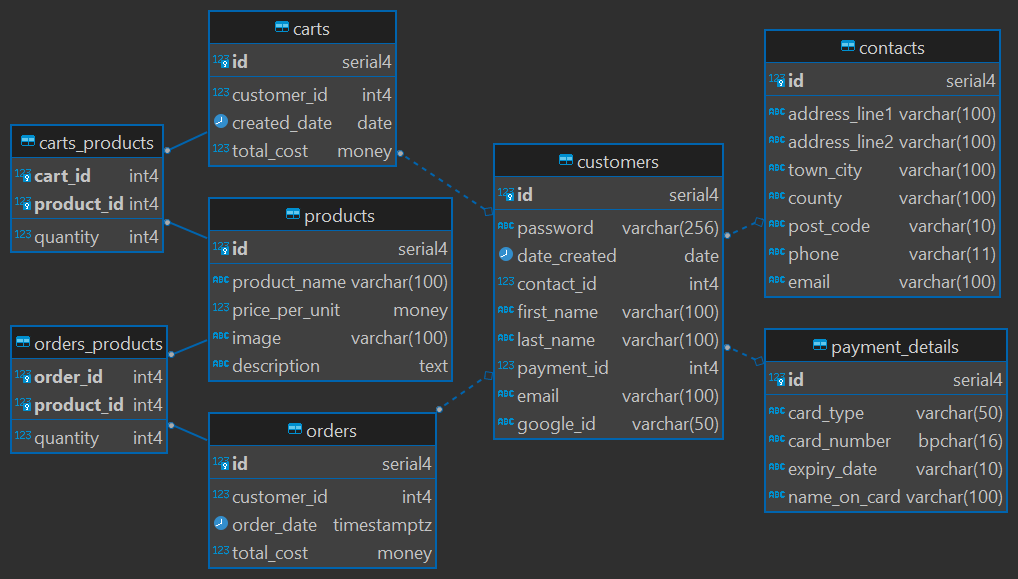 carts
123 id serial4
123 customer_id int4
created_date date
123 total_cost money
carts_products
123 cart_id int4
123 product_id int4
123 quantity int4
products
123 id serial4
ABC product_name varchar(100)
123 price_per_unit money
ABC image varchar(100)
ABC description text
orders_products
123 order_id int4
123 product_id int4
123 quantity int4
orders
123 id serial4
123 customer_id int4
order_date timestamptz
123 total_cost money
customers
123 id serial4
ABC password varchar(256)
date_created date
123 contact_id int4
ABC first_name varchar(100)
ABC last_name varchar(100)
123 payment_id int4
ABC email varchar(100)
ABC google_id varchar(50)
contacts
123 id serial4
ABC address_line1 varchar(100)
ABC address_line2 varchar(100)
ABC town_city varchar(100)
ABC county varchar(100)
ABC post_code varchar(10)
ABC phone varchar(11)
ABC email varchar(100)
payment_details
123 id serial4
ABC card_type varchar(50)
ABC card_number bpchar(16)
ABC expiry_date varchar(10)
ABC name_on_card varchar(100)